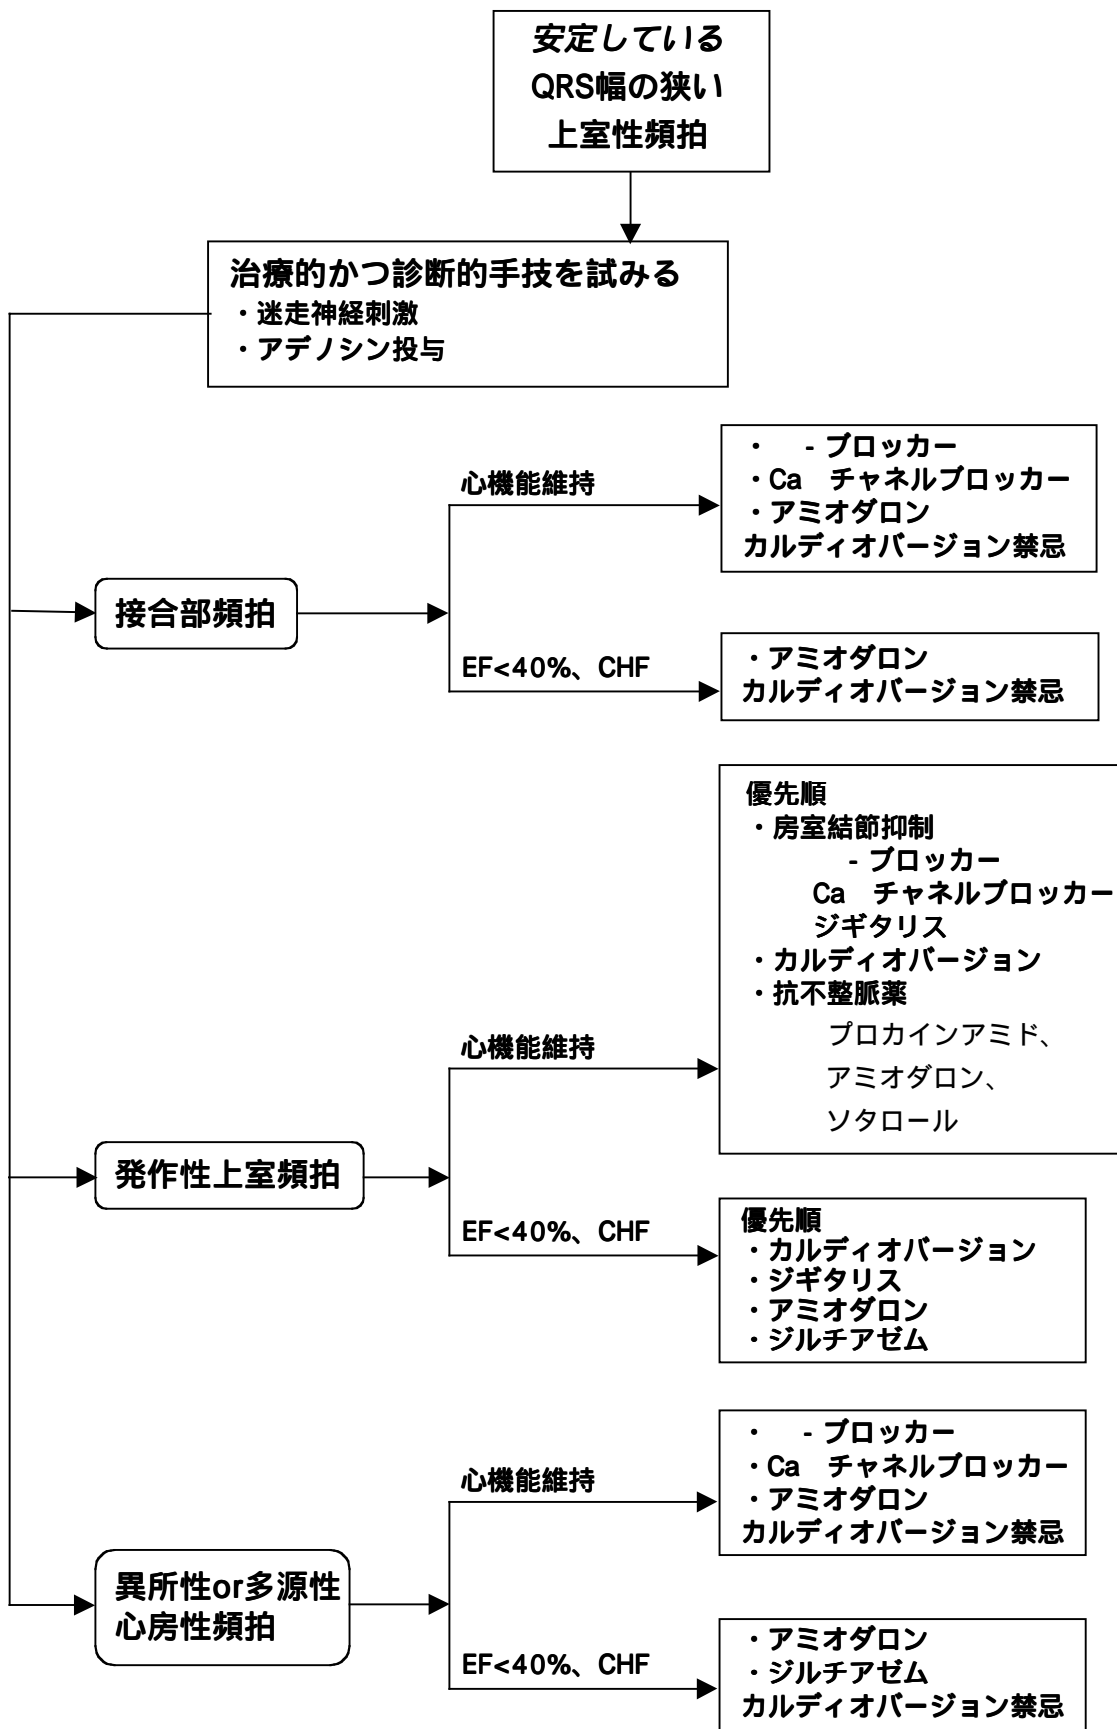 安定している
QRS幅の狭い
上室性頻拍
治療的かつ診断的手技を試みる
・迷走神経刺激
・アデノシン投与
心機能維持
・ -ブロッカー
・Ca チャネルブロッカー
・アミオダロン
カルディオバージョン禁忌
接合部頻拍
EF<40%、CHF
・アミオダロン
カルディオバージョン禁忌
優先順
・房室結節抑制
-ブロッカー
Ca チャネルブロッカー
ジギタリス
・カルディオバージョン
・抗不整脈薬
プロカインアミド、
アミオダロン、
ソタロール
心機能維持
発作性上室頻拍
EF<40%、CHF
優先順
・カルディオバージョン
・ジギタリス
・アミオダロン
・ジルチアゼム
心機能維持
・ -ブロッカー
・Ca チャネルブロッカー
・アミオダロン
カルディオバージョン禁忌
異所性or多源性
心房性頻拍
EF<40%、CHF
・アミオダロン
・ジルチアゼム
カルディオバージョン禁忌